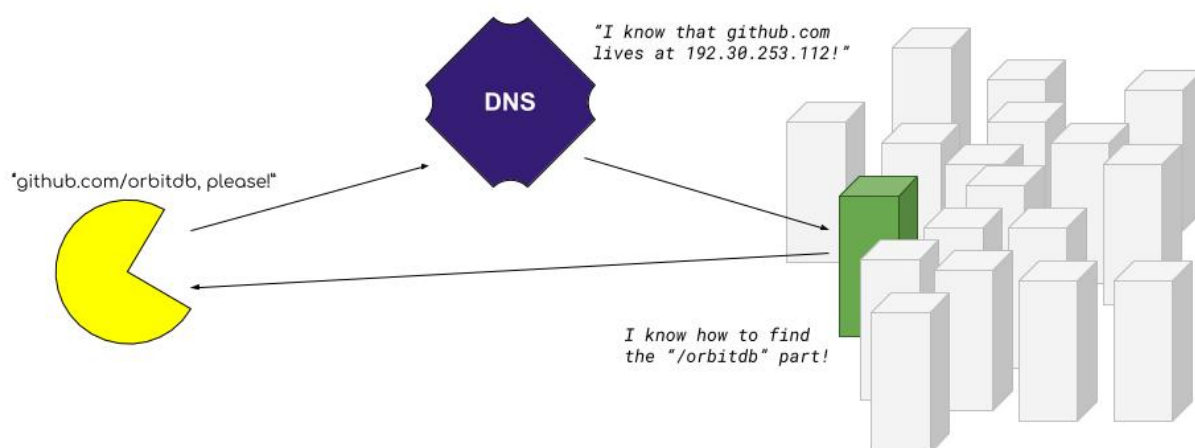 "I know that github.com
lives at 192.30.253.112!"
DNS
"github.com/orbitdb, please!"
I know how to find
the "/orbitdb" part!